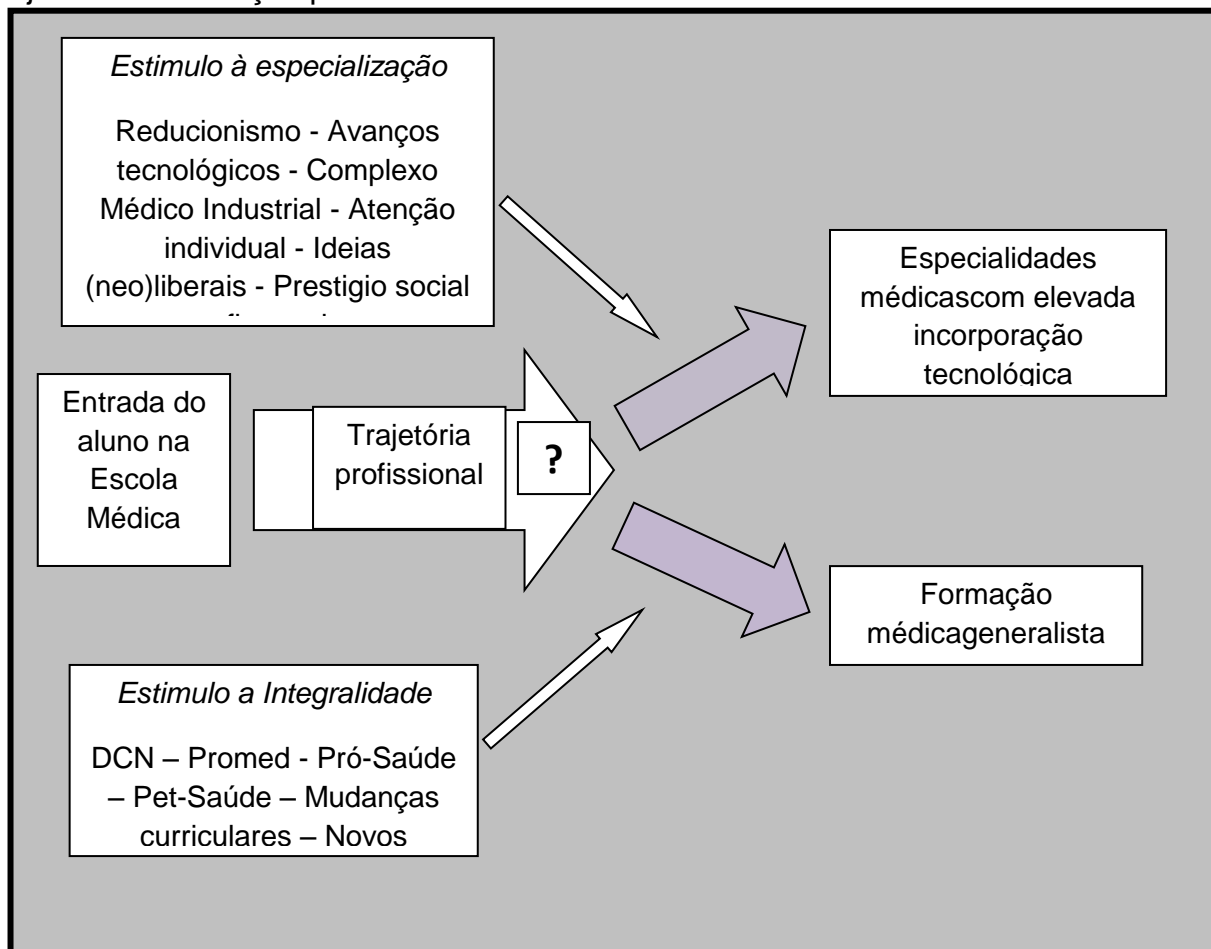 Estimulo à especialização
Reducionismo - Avanços
tecnológicos - Complexo
Médico Industrial - Atenção
individual - Ideias
(neo)liberais - Prestigio social
Entrada do
aluno na
Escola
Médica
Trajetória
profissional
?
Especialidades
médicascom elevada
incorporação
tecnológica
Formação
médicageneralista
Estimulo a Integralidade
DCN – Promed - Pró-Saúde
– Pet-Saúde – Mudanças
curriculares – Novos